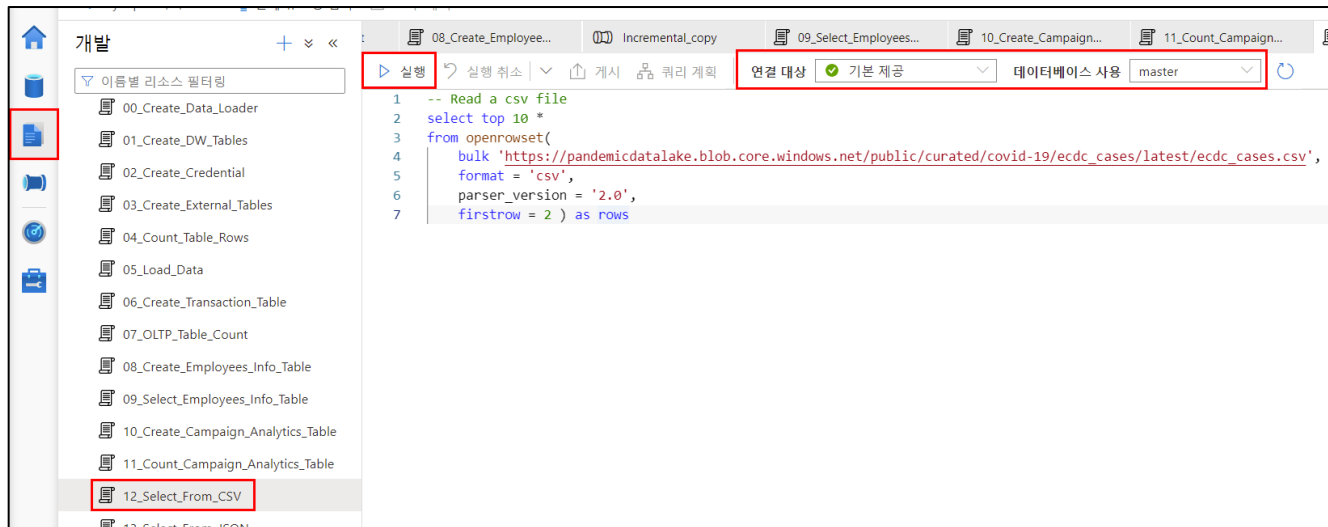 개발
이름별 리소스 필터링
00_Create_Data_Loader
01_Create_DW_Tables
02_Create_Credential
03_Create_External_Tables
04_Count_Table_Rows
05_Load_Data
06_Create_Transaction_Table
07_OLTP_Table_Count
08_Create_Employees_Info_Table
09_Select_Employees_Info_Table
10_Create_Campaign_Analytics_Table
11_Count_Campaign_Analytics_Table
12_Select_From_CSV
08_Create_Employee... Incremental_copy 09_Select_Employees... 10_Create_Campaign... 11_Count_Campaign...
실행 실행 취소 게시 쿼리 계획 연결 대상 기본 제공 데이터베이스 사용 master
1 -- Read a csv file
2 select top 10 *
3 from openrowset(
4 bulk 'https://pandemicdatalake.blob.core.windows.net/public/curated/covid-19/ecdc_cases/latest/ecdc_cases.csv',
5 format = 'csv',
6 parser_version = '2.0',
7 firstrow = 2 ) as rows